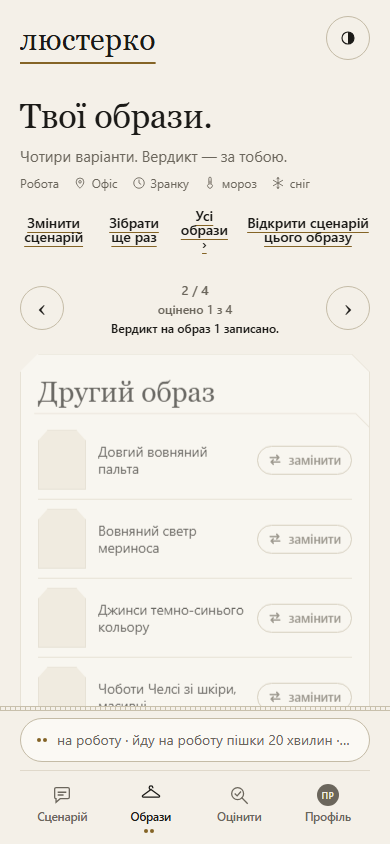 люстерко
Твої образи.
Чотири варіанти. Вердикт — за тобою.
Робота Офіс Зранку мороз сніг
Змінити сценарій
Зібрати ще раз
Усі образи ›
Відкрити сценарій цього образу
2 / 4
оцінено 1 з 4
Вердикт на образ 1 записано.
Другий образ
Довгий вовняний
пальта
замінити
Вовняний светр
мериноса
замінити
Джинси темно-синього
кольору
замінити
Чоботи Челсі зі шкіри,
замінити
на роботу · йду на роботу пішки 20 хвилин ·...
Сценарій
Образи
Оцінити
ПР
Профіль